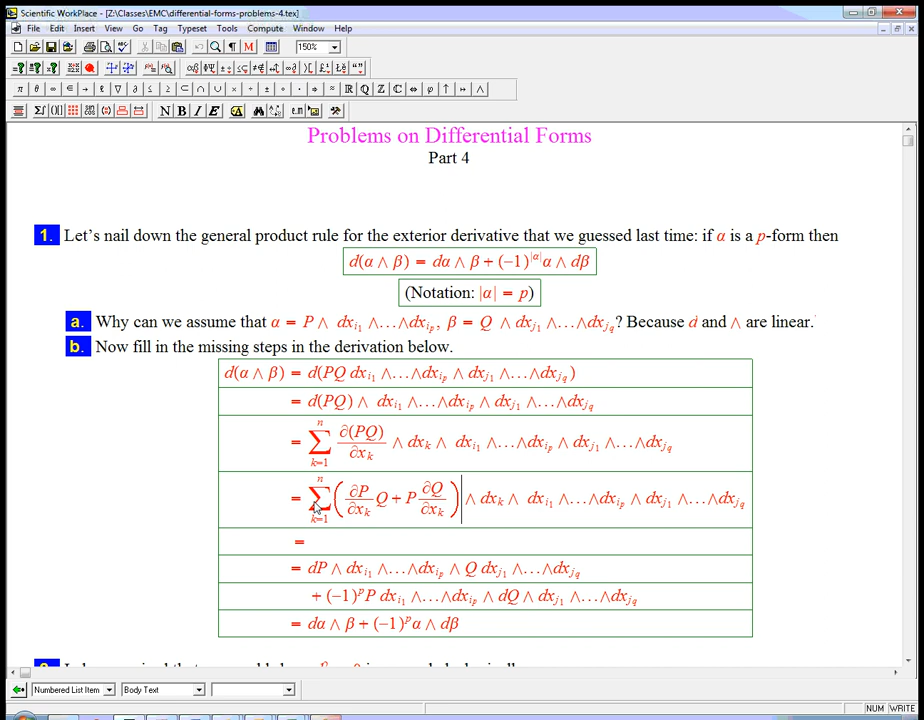 Scientific WorkPlace - [Z:\Classes\EMC\differential-forms-problems-4.tex]
File Edit Insert View Go Tag Typeset Tools Compute Window Help
150%
Problems on Differential Forms
Part 4
1. Let's nail down the general product rule for the exterior derivative that we guessed last time: if α is a p-form then
d(α ∧ β) = dα ∧ β + (−1)^|α| α ∧ dβ
(Notation: |α| = p)
a. Why can we assume that α = P ∧ dx_{i_1} ∧…∧dx_{i_p}, β = Q ∧ dx_{j_1} ∧…∧dx_{j_q}? Because d and ∧ are linear.
b. Now fill in the missing steps in the derivation below.
d(α ∧ β) = d(PQ dx_{i_1} ∧…∧dx_{i_p} ∧ dx_{j_1} ∧…∧dx_{j_q})
= d(PQ) ∧ dx_{i_1} ∧…∧dx_{i_p} ∧ dx_{j_1} ∧…∧dx_{j_q}
= ∑_{k=1}^{n} ∂(PQ)/∂x_k ∧ dx_k ∧ dx_{i_1} ∧…∧dx_{i_p} ∧ dx_{j_1} ∧…∧dx_{j_q}
= ∑_{k=1}^{n} (∂P/∂x_k Q + P ∂Q/∂x_k) ∧ dx_k ∧ dx_{i_1} ∧…∧dx_{i_p} ∧ dx_{j_1} ∧…∧dx_{j_q}
=
= dP ∧ dx_{i_1} ∧…∧dx_{i_p} ∧ Q dx_{j_1} ∧…∧dx_{j_q}
+ (−1)^p P dx_{i_1} ∧…∧dx_{i_p} ∧ dQ ∧ dx_{j_1} ∧…∧dx_{j_q}
= dα ∧ β + (−1)^p α ∧ dβ
Numbered List Item Body Text
NUM WRITE